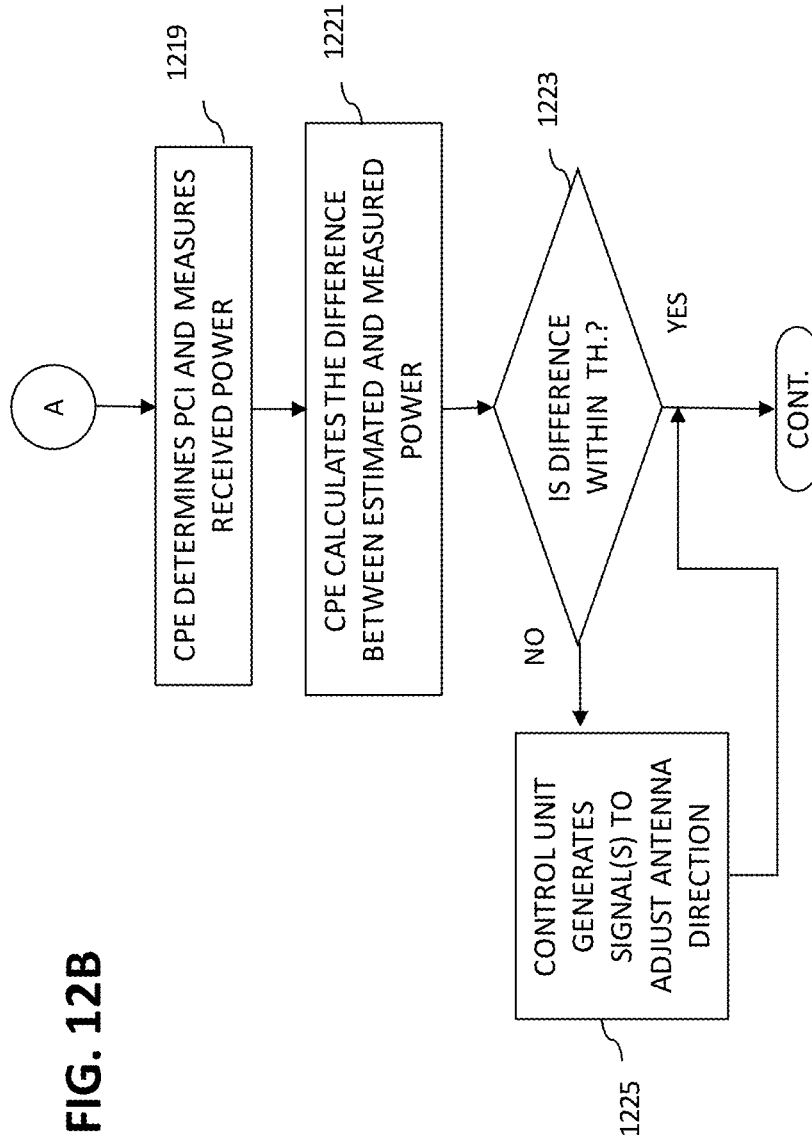 FIG. 12B
A
CPE DETERMINES PCI AND MEASURES
RECEIVED POWER
1219
CPE CALCULATES THE DIFFERENCE
BETWEEN ESTIMATED AND MEASURED
POWER
1221
IS DIFFERENCE
WITHIN TH.?
1223
NO
YES
CONTROL UNIT
GENERATES
SIGNAL(S) TO
ADJUST ANTENNA
DIRECTION
1225
CONT.